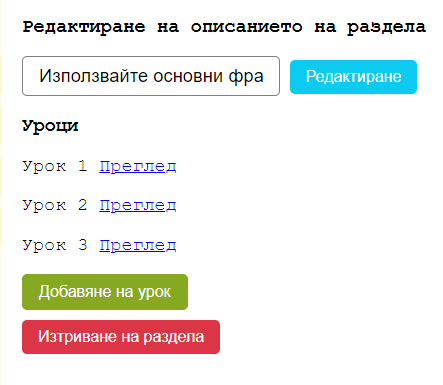 Редактиране на описанието на раздела
Използвайте основни фра Редактиране
Уроци
Урок 1 Преглед
Урок 2 Преглед
Урок 3 Преглед
Добавяне на урок
Изтриване на раздела